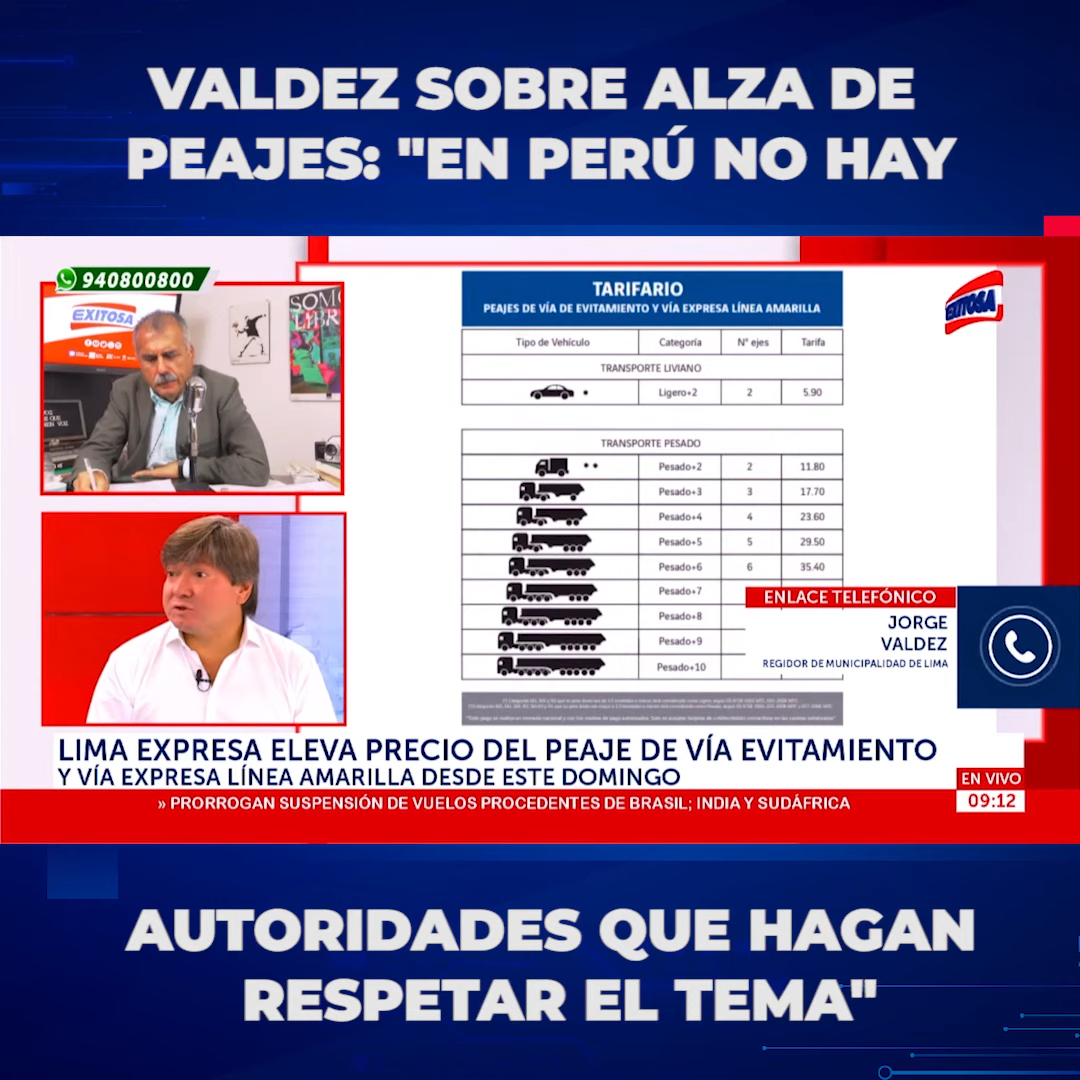 VALDEZ SOBRE ALZA DE
PEAJES: "EN PERÚ NO HAY
940800800
EXITOSA
SOMO
LIBR
EXITOSA
TARIFARIO
PEAJES DE VÍA DE EVITAMIENTO Y VÍA EXPRESA LÍNEA AMARILLA
Tipo de Vehículo Categoría N° ejes Tarifa
TRANSPORTE LIVIANO
* Ligero+2 2 5.90
TRANSPORTE PESADO
** Pesado+2 2 11.80
Pesado+3 3 17.70
Pesado+4 4 23.60
Pesado+5 5 29.50
Pesado+6 6 35.40
Pesado+7
Pesado+8
Pesado+9
Pesado+10
ENLACE TELEFÓNICO
JORGE
VALDEZ
REGIDOR DE MUNICIPALIDAD DE LIMA
LIMA EXPRESA ELEVA PRECIO DEL PEAJE DE VÍA EVITAMIENTO
Y VÍA EXPRESA LÍNEA AMARILLA DESDE ESTE DOMINGO
EN VIVO
09:12
» PRORROGAN SUSPENSIÓN DE VUELOS PROCEDENTES DE BRASIL; INDIA Y SUDÁFRICA
AUTORIDADES QUE HAGAN
RESPETAR EL TEMA"